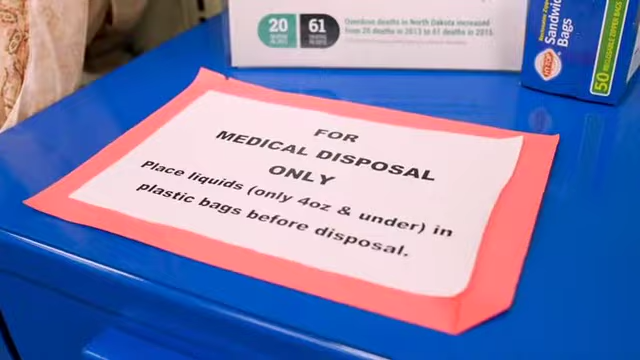 20 61
Overdose deaths in North Dakota increased
from 20 deaths in 2013 to 61 deaths in 2015
Sandwich
Bags
50
FOR
MEDICAL DISPOSAL
ONLY
Place liquids (only 4oz & under) in
plastic bags before disposal.